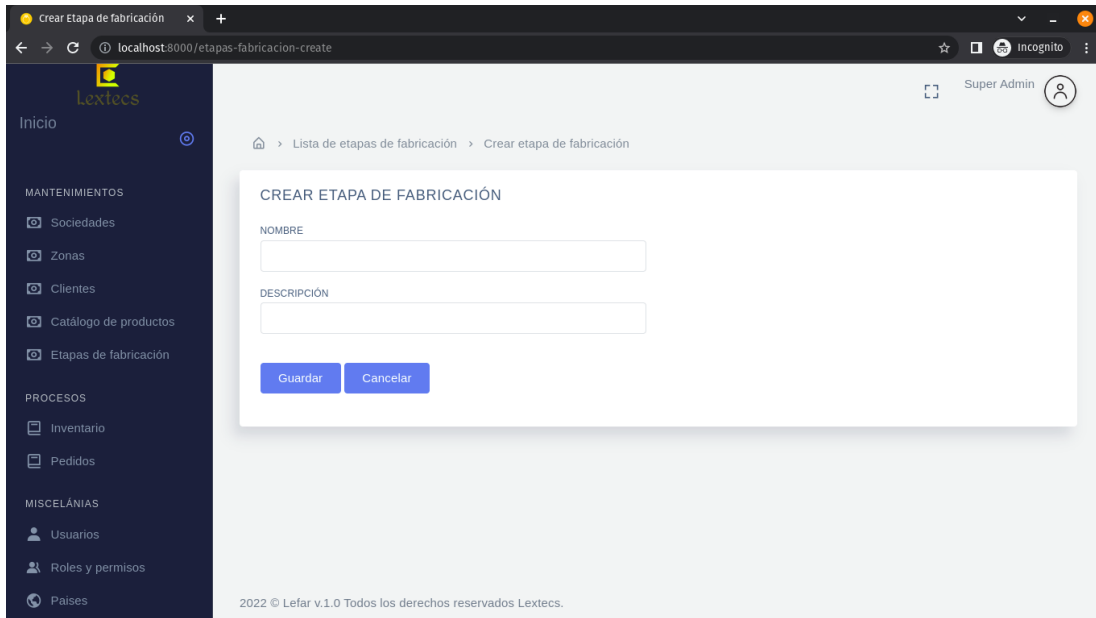 Crear Etapa de fabricación
localhost:8000/etapas-fabricacion-create
Incognito
Lextecs
Inicio
Super Admin
Lista de etapas de fabricación > Crear etapa de fabricación
MANTENIMIENTOS
Sociedades
Zonas
Clientes
Catálogo de productos
Etapas de fabricación
PROCESOS
Inventario
Pedidos
MISCELÁNIAS
Usuarios
Roles y permisos
Paises
CREAR ETAPA DE FABRICACIÓN
NOMBRE
DESCRIPCIÓN
Guardar Cancelar
2022 © Lefar v.1.0 Todos los derechos reservados Lextecs.